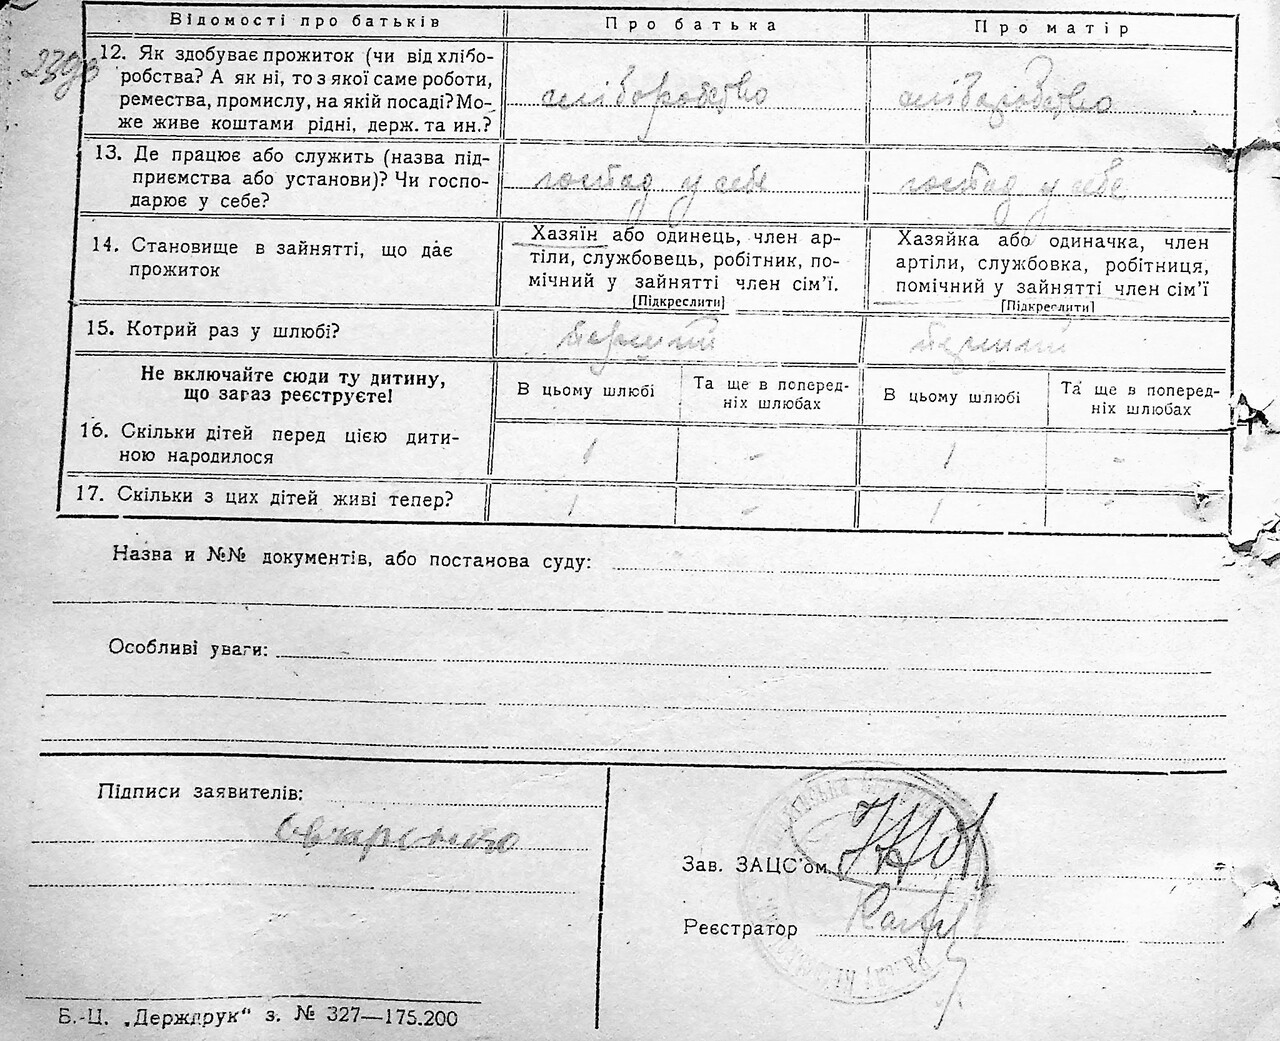 Відомості про батьків Про батька Про матір
239з
12. Як здобуває прожиток (чи від хлібо-
робства? А як ні, то з якої саме роботи,
ремества, промислу, на якій посаді? Мо-
же живе коштами рідні, держ. та ин.?
хліборобство хліборобство
13. Де працює або служить (назва під-
приємства або установи)? Чи госпо-
дарює у себе?
господ у себе господ у себе
14. Становище в зайнятті, що дає
прожиток
Хазяїн або одинець, член ар-
тіли, службовець, робітник, по-
мічний у зайнятті член сім’ї.
[Підкреслити]
Хазяйка або одиначка, член
артіли, службовка, робітниця,
помічний у зайнятті член сім’ї
[Підкреслити]
15. Котрий раз у шлюбі?
перший перший
Не включайте сюди ту дитину,
що зараз реєструєте!
В цьому шлюбі Та ще в поперед-
ніх шлюбах
В цьому шлюбі Та ще в поперед-
ніх шлюбах
16. Скільки дітей перед цією дити-
ною народилося
1 - 1 -
17. Скільки з цих дітей живі тепер? 1 - 1 -
Назва и №№ документів, або постанова суду:
Особливі уваги:
Підписи заявителів:
Зав. ЗАЦС’ом
Реєстратор
Б.-Ц. „Держдрук“ з. № 327—175.200